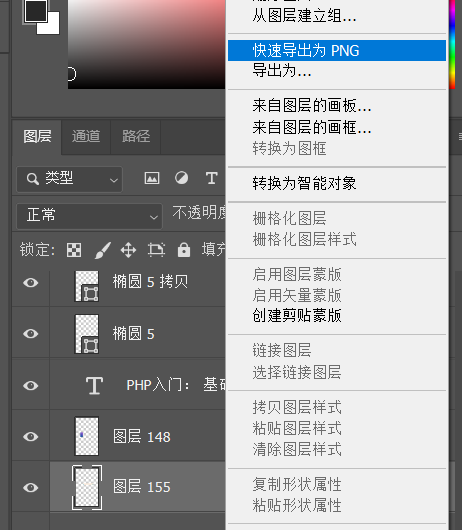 从图层建立组...
快速导出为 PNG
导出为...
来自图层的画板...
来自图层的画框...
转换为图框
转换为智能对象
栅格化图层
栅格化图层样式
启用图层蒙版
启用矢量蒙版
创建剪贴蒙版
链接图层
选择链接图层
拷贝图层样式
粘贴图层样式
清除图层样式
复制形状属性
粘贴形状属性
图层 通道 路径
类型
正常 不透明度
锁定: 填充
椭圆 5 拷贝
椭圆 5
PHP入门: 基础
图层 148
图层 155